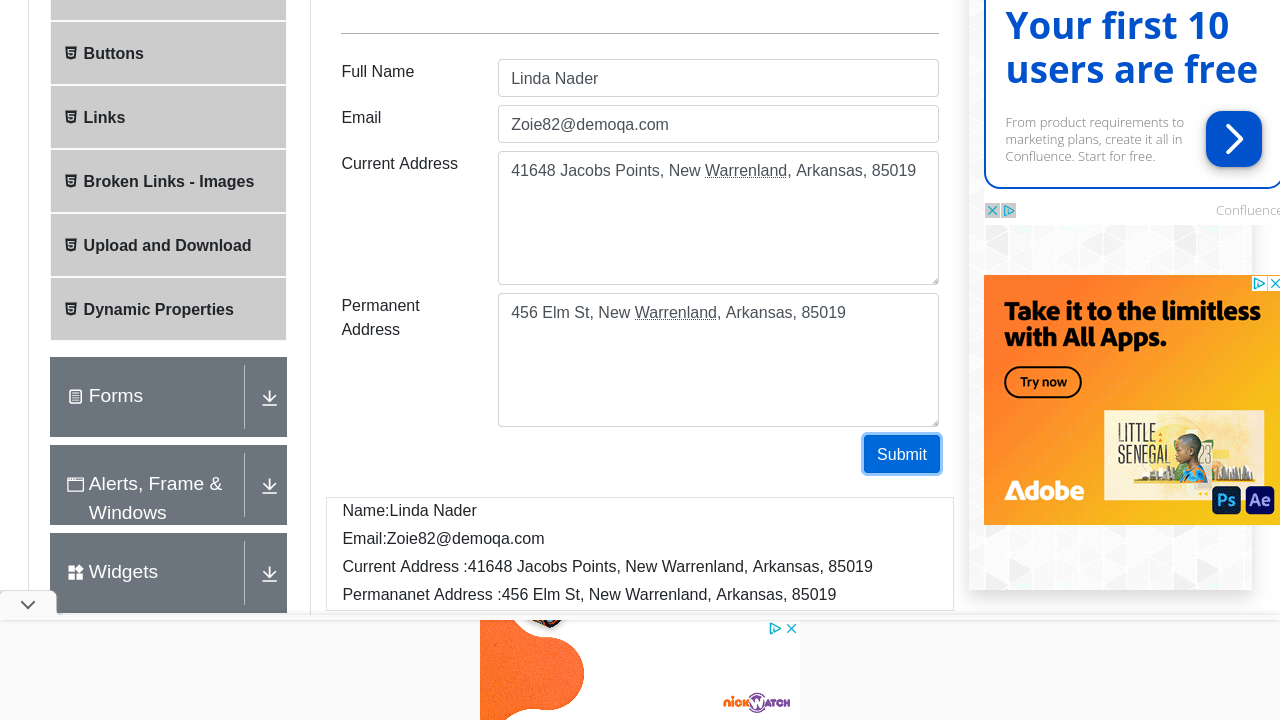 Buttons
Links
Broken Links - Images
Upload and Download
Dynamic Properties
Forms
Alerts, Frame &
Windows
Widgets
Full Name
Linda Nader
Email
Zoie82@demoqa.com
Current Address
41648 Jacobs Points, New Warrenland, Arkansas, 85019
Permanent
Address
456 Elm St, New Warrenland, Arkansas, 85019
Submit
Name:Linda Nader
Email:Zoie82@demoqa.com
Current Address :41648 Jacobs Points, New Warrenland, Arkansas, 85019
Permananet Address :456 Elm St, New Warrenland, Arkansas, 85019
Your first 10
users are free
From product requirements to
marketing plans, create it all in
Confluence. Start for free.
Confluence
Take it to the limitless
with All Apps.
Try now
LITTLE
SENEGAL
Adobe
Ps
Ae
nickWATCH